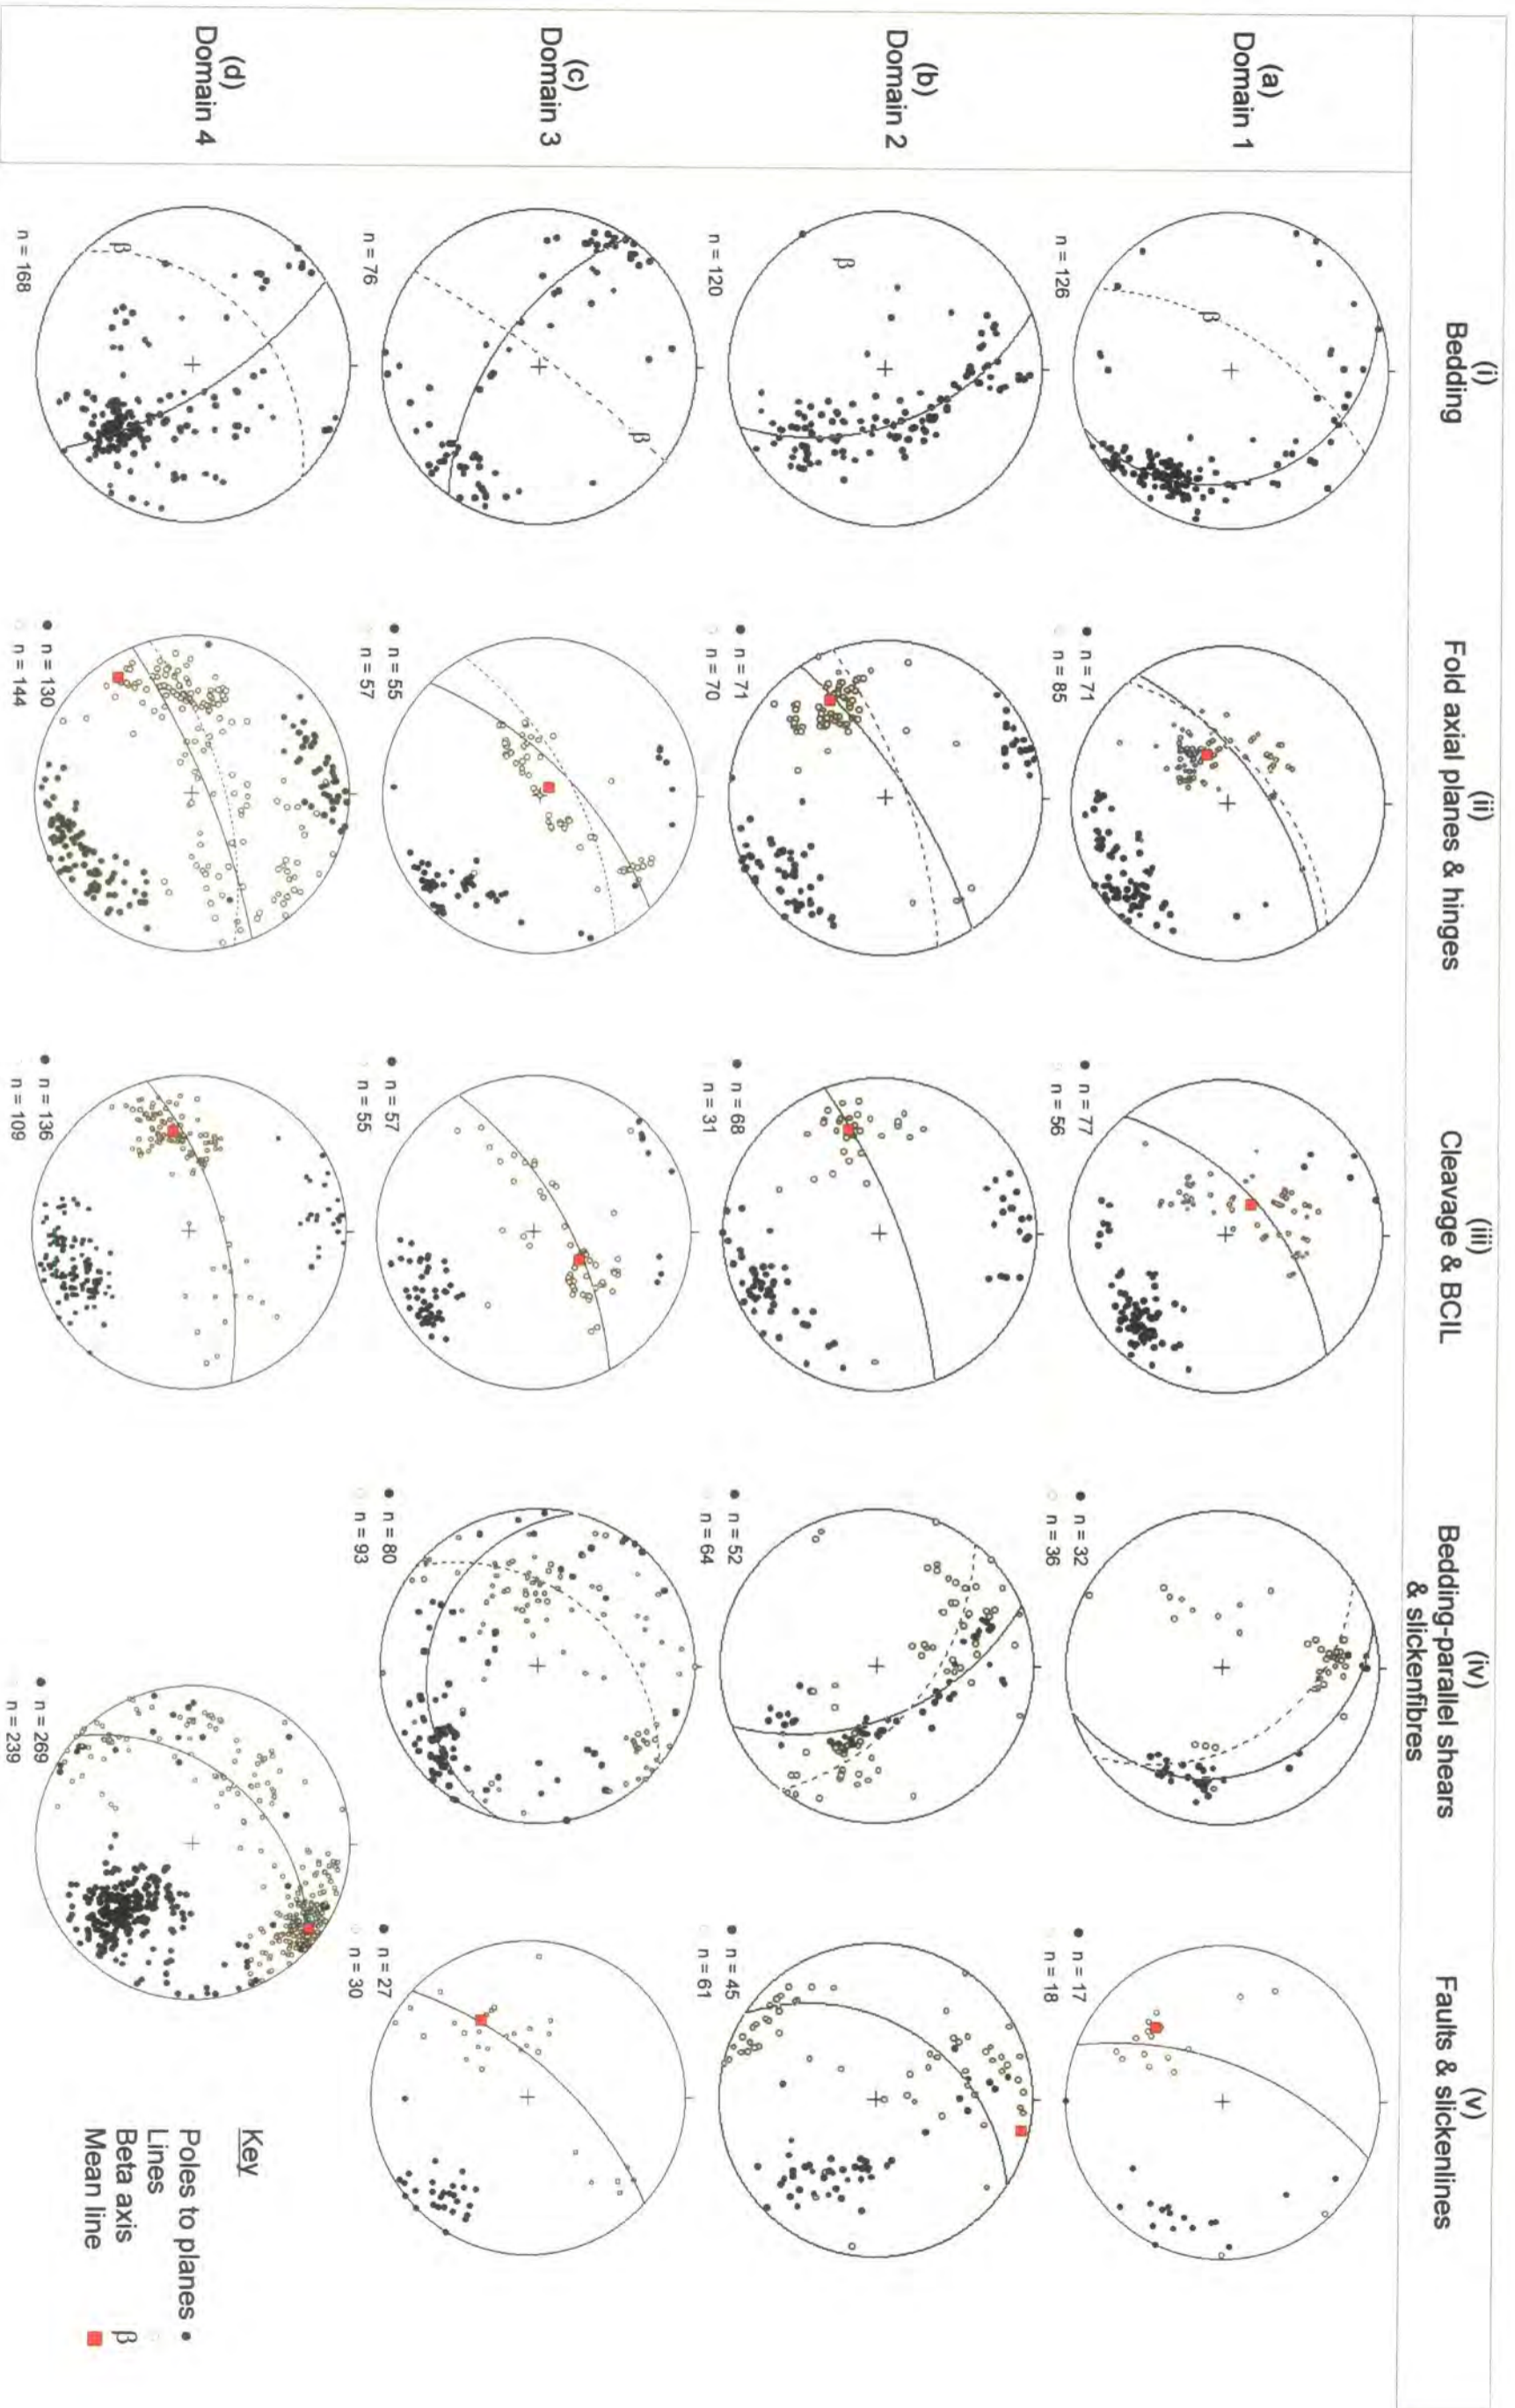 (i)
Bedding
(ii)
Fold axial planes & hinges
(iii)
Cleavage & BCIL
(iv)
Bedding-parallel shears
& slickenfibres
(v)
Faults & slickenlines
(a)
Domain 1
β
n = 126
n = 71
n = 85
n = 77
n = 56
n = 32
n = 36
n = 17
n = 18
(b)
Domain 2
β
n = 120
n = 71
n = 70
n = 68
n = 31
n = 52
n = 64
n = 45
n = 61
(c)
Domain 3
β
n = 76
n = 55
n = 57
n = 57
n = 55
n = 80
n = 93
n = 27
n = 30
(d)
Domain 4
β
n = 168
n = 130
n = 144
n = 136
n = 109
n = 269
n = 239
Key
Poles to planes
Lines
Beta axis β
Mean line